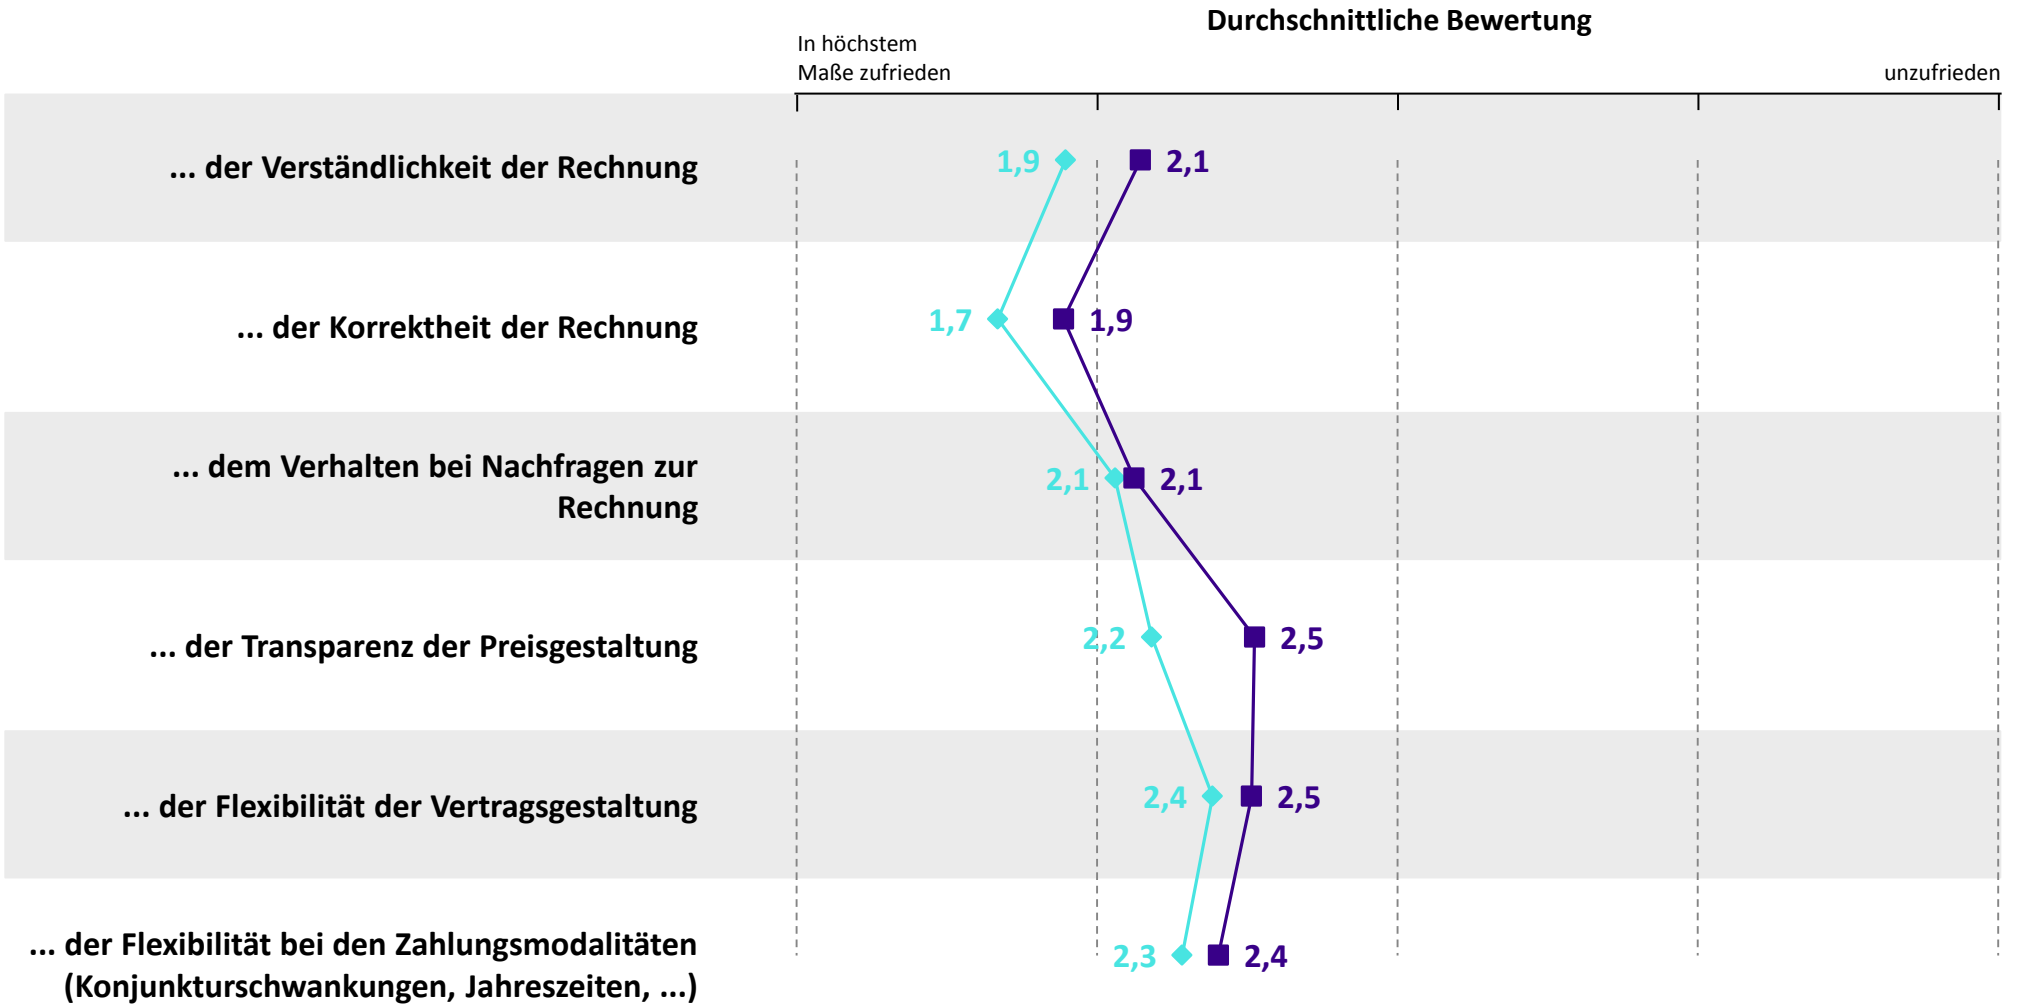 Durchschnittliche Bewertung
In höchstem
Maße zufrieden
unzufrieden
... der Verständlichkeit der Rechnung
1,9
2,1
... der Korrektheit der Rechnung
1,7
1,9
... dem Verhalten bei Nachfragen zur
Rechnung
2,1
2,1
... der Transparenz der Preisgestaltung
2,2
2,5
... der Flexibilität der Vertragsgestaltung
2,4
2,5
... der Flexibilität bei den Zahlungsmodalitäten
(Konjunkturschwankungen, Jahreszeiten, ...)
2,3
2,4